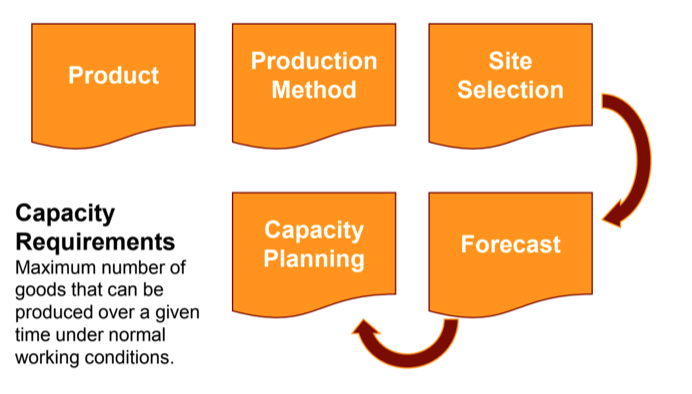 Product
Production
Method
Site
Selection
Capacity
Requirements
Maximum number of
goods that can be
produced over a given
time under normal
working conditions.
Capacity
Planning
Forecast